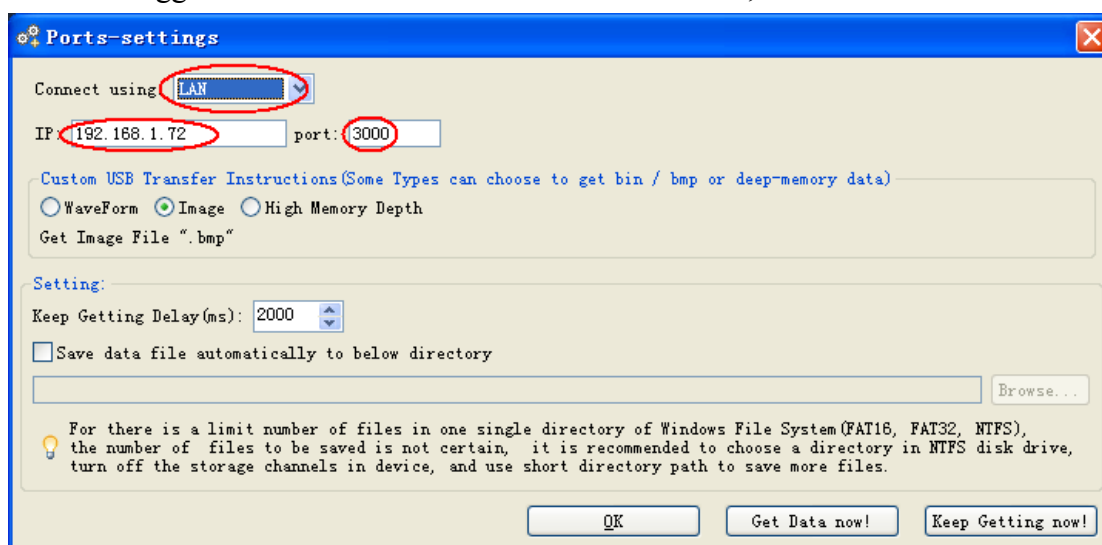 Ports-settings
Connect using: LAN
IP: 192.168.1.72 port: 3000
Custom USB Transfer Instructions(Some Types can choose to get bin / bmp or deep-memory data)
WaveForm Image High Memory Depth
Get Image File ".bmp"
Setting:
Keep Getting Delay(ms): 2000
Save data file automatically to below directory
Browse...
For there is a limit number of files in one single directory of Windows File System(FAT16, FAT32, NTFS),
the number of files to be saved is not certain, it is recommended to choose a directory in NTFS disk drive,
turn off the storage channels in device, and use short directory path to save more files.
OK Get Data now! Keep Getting now!